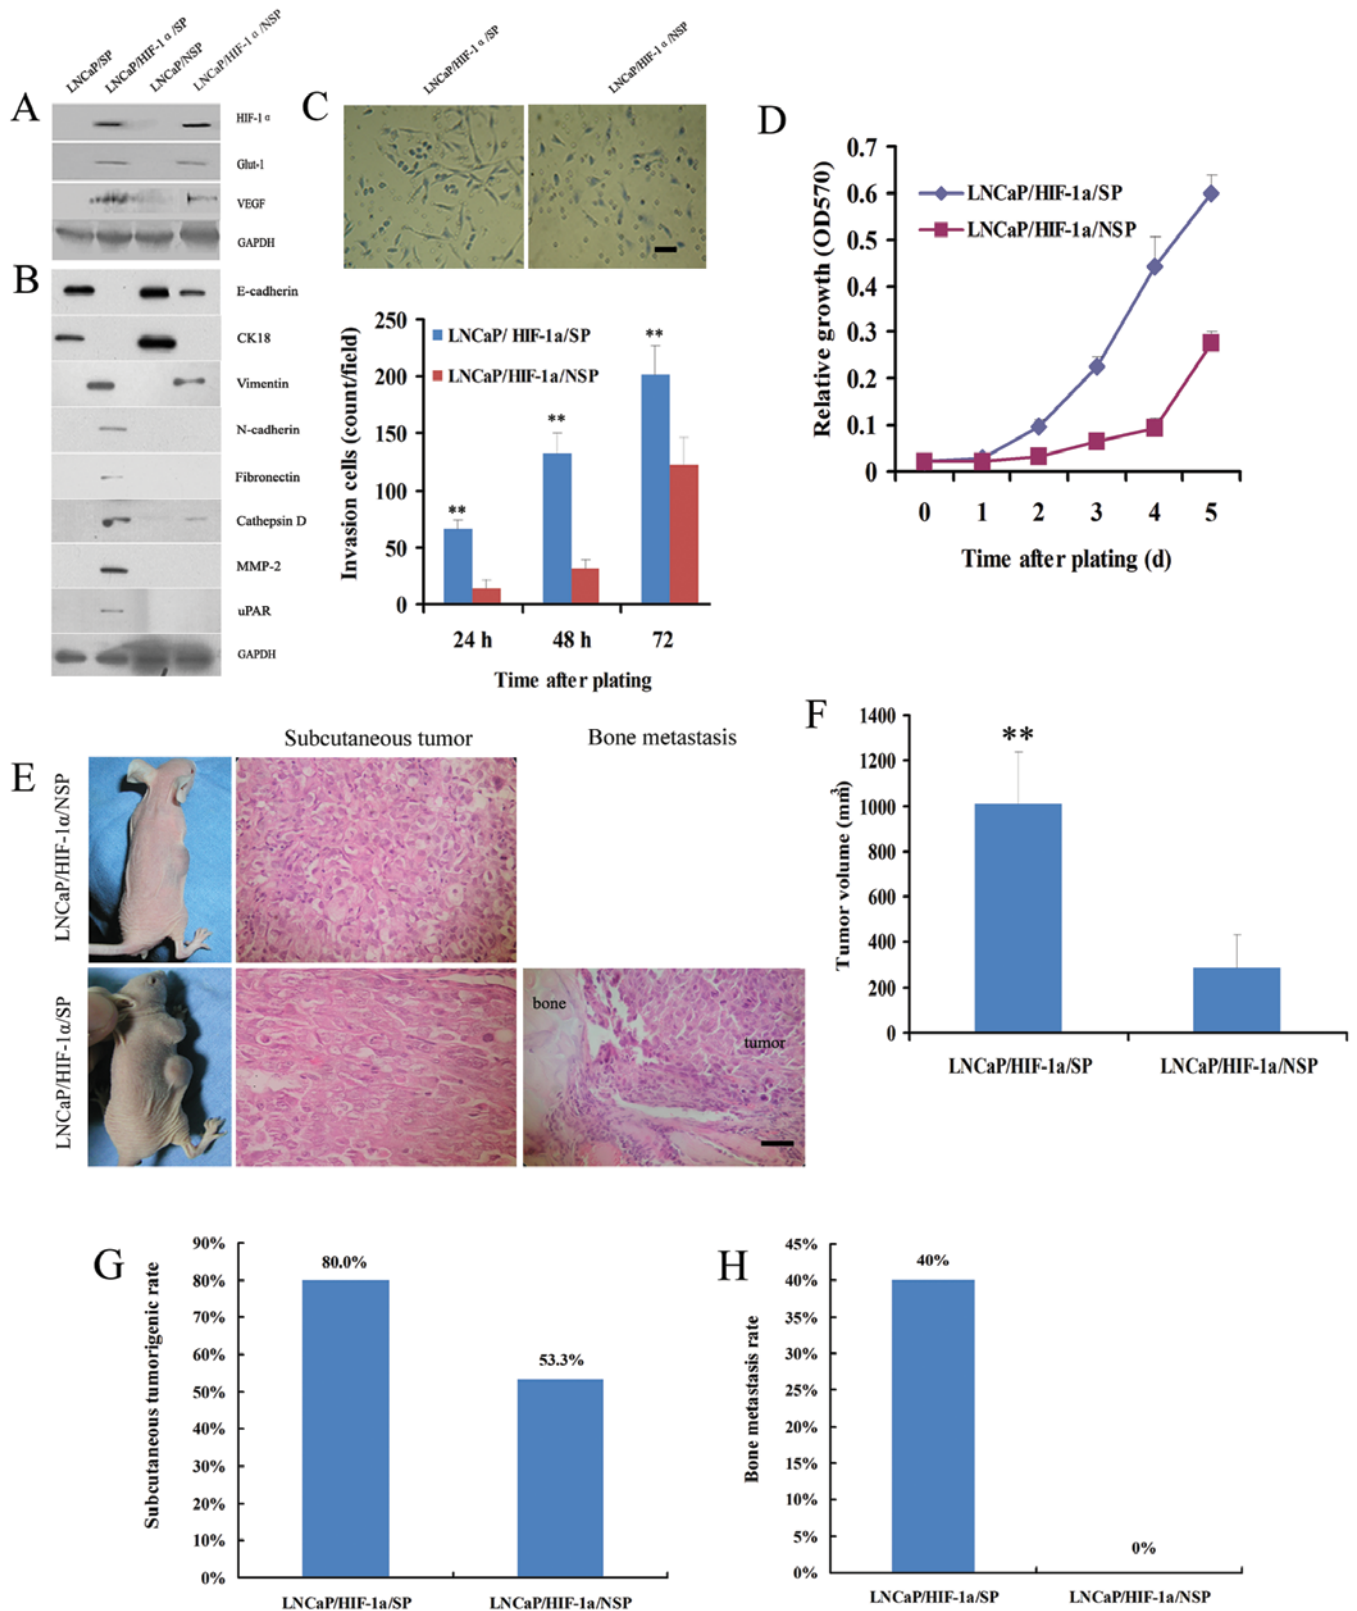 LNCaP/SP
LNCaP/HIF-1α/SP
LNCaP/NSP
LNCaP/HIF-1α/NSP
A
HIF-1α
Glut-1
VEGF
GAPDH
B
E-cadherin
CK18
Vimentin
N-cadherin
Fibronectin
Cathepsin D
MMP-2
uPAR
GAPDH
C
LNCaP/HIF-1α/SP
LNCaP/HIF-1α/NSP
250
200
150
100
50
0
Invasion cells (count/field)
LNCaP/ HIF-1a/SP
LNCaP/HIF-1a/NSP
**
**
**
24 h
48 h
72
Time after plating
D
0.7
0.6
0.5
0.4
0.3
0.2
0.1
0
Relative growth (OD570)
LNCaP/HIF-1a/SP
LNCaP/HIF-1a/NSP
0
1
2
3
4
5
Time after plating (d)
E
Subcutaneous tumor
Bone metastasis
LNCaP/HIF-1α/NSP
LNCaP/HIF-1α/SP
bone
tumor
F
1400
1200
1000
800
600
400
200
0
Tumor volume (mm³)
**
LNCaP/HIF-1a/SP
LNCaP/HIF-1a/NSP
G
90%
80%
70%
60%
50%
40%
30%
20%
10%
0%
Subcutaneous tumorigenic rate
80.0%
53.3%
LNCaP/HIF-1a/SP
LNCaP/HIF-1a/NSP
H
45%
40%
35%
30%
25%
20%
15%
10%
5%
0%
Bone metastasis rate
40%
0%
LNCaP/HIF-1a/SP
LNCaP/HIF-1a/NSP